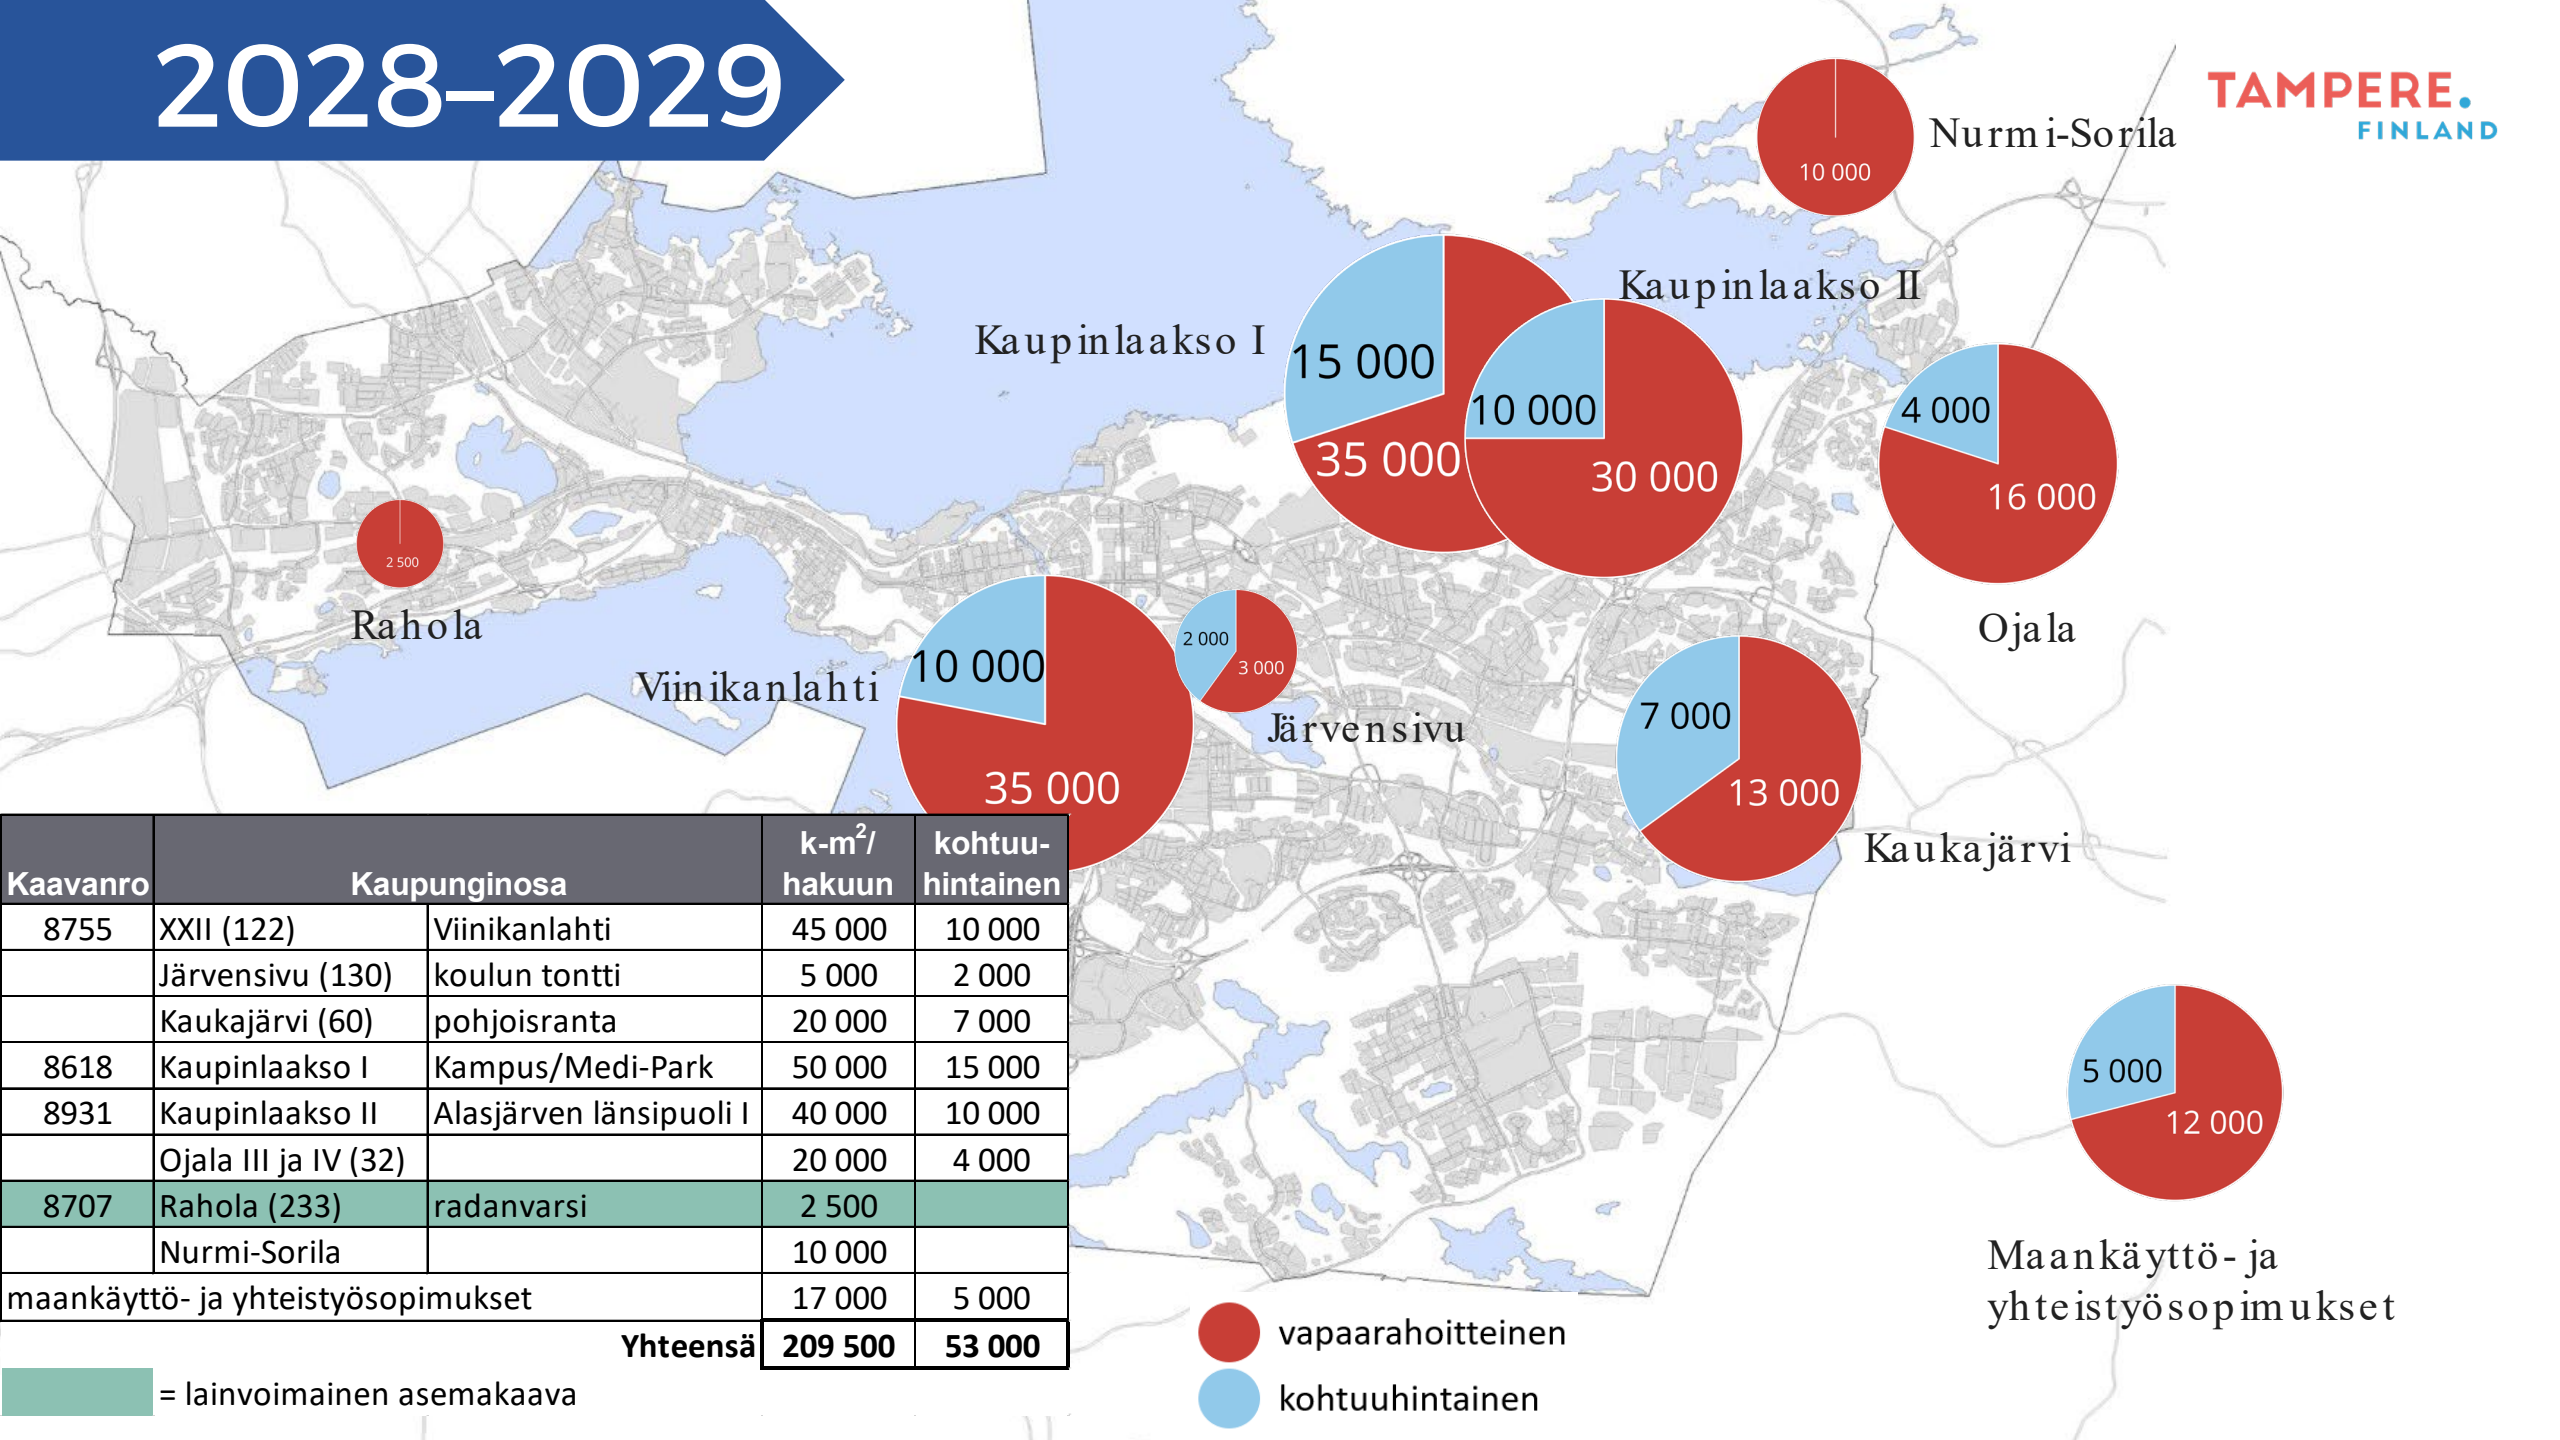 2028–2029
TAMPERE.
FINLAND
Nurmi-Sorila
10 000
Kaupinlaakso II
Kaupinlaakso I
15 000
35 000
10 000
30 000
4 000
16 000
Ojala
2 500
Rahola
Viinikanlahti
10 000
35 000
2 000
3 000
Järvensivu
7 000
13 000
Kaukajärvi
5 000
12 000
Maankäyttö- ja
yhteistyösopimukset
Kaavanro Kaupunginosa k-m²/ hakuun kohtuu- hintainen
8755 XXII (122) Viinikanlahti 45 000 10 000
Järvensivu (130) koulun tontti 5 000 2 000
Kaukajärvi (60) pohjoisranta 20 000 7 000
8618 Kaupinlaakso I Kampus/Medi-Park 50 000 15 000
8931 Kaupinlaakso II Alasjärven länsipuoli I 40 000 10 000
Ojala III ja IV (32) 20 000 4 000
8707 Rahola (233) radanvarsi 2 500
Nurmi-Sorila 10 000
maankäyttö- ja yhteistyösopimukset 17 000 5 000
Yhteensä 209 500 53 000
= lainvoimainen asemakaava
vapaarahoitteinen
kohtuuhintainen